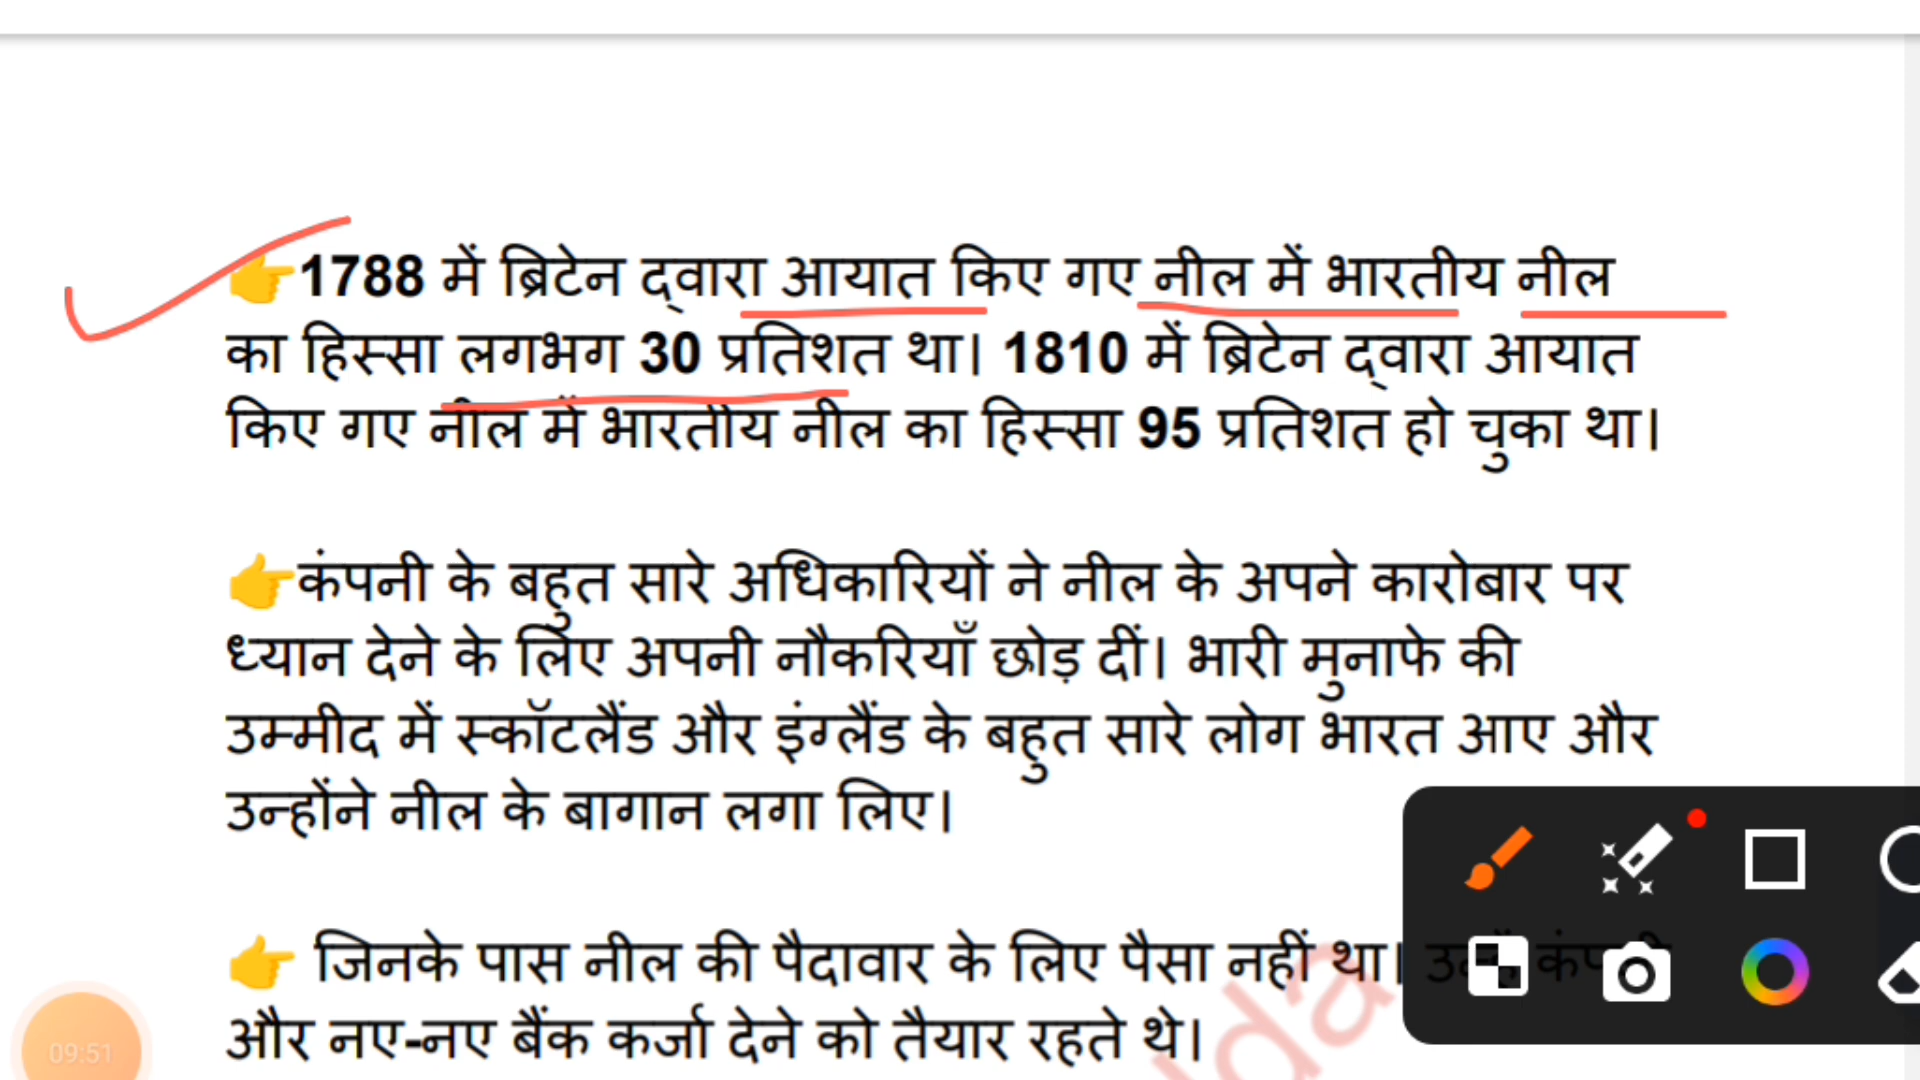 👉1788 में ब्रिटेन द्वारा आयात किए गए नील में भारतीय नील
का हिस्सा लगभग 30 प्रतिशत था। 1810 में ब्रिटेन द्वारा आयात
किए गए नील में भारतीय नील का हिस्सा 95 प्रतिशत हो चुका था।
👉कंपनी के बहुत सारे अधिकारियों ने नील के अपने कारोबार पर
ध्यान देने के लिए अपनी नौकरियाँ छोड़ दीं। भारी मुनाफे की
उम्मीद में स्कॉटलैंड और इंग्लैंड के बहुत सारे लोग भारत आए और
उन्होंने नील के बागान लगा लिए।
👉 जिनके पास नील की पैदावार के लिए पैसा नहीं था।
और नए-नए बैंक कर्जा देने को तैयार रहते थे।
09:51